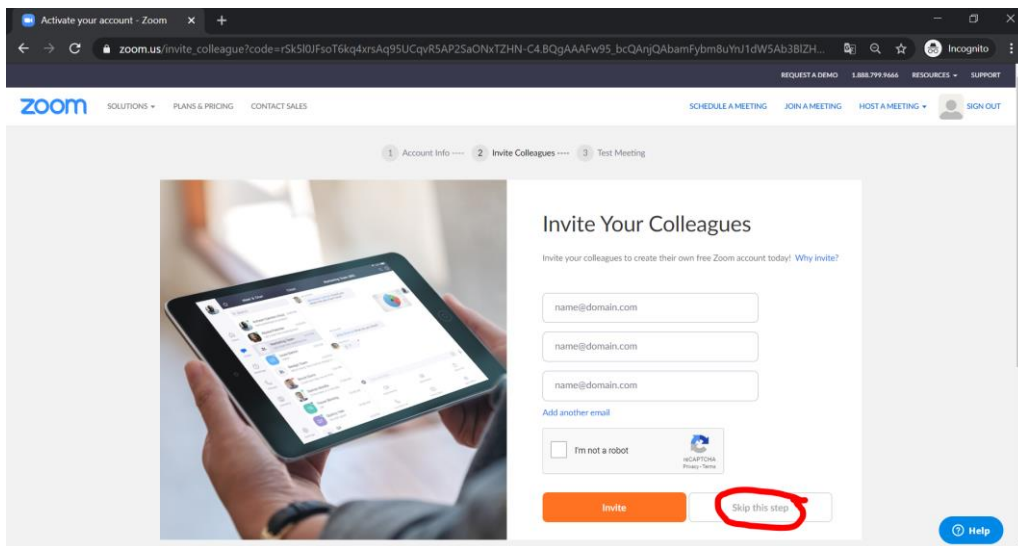 Activate your account - Zoom
zoom.us/invite_colleague?code=rSk5l0JFsoT6kq4xrsAq95UCqvR5AP2SaONxTZHN-C4.BQgAAAFw95_bcQAnjQAbamFybm8uYnJ1dW5Ab3BlZH... Incognito
REQUEST A DEMO 1.888.799.9666 RESOURCES SUPPORT
zoom SOLUTIONS PLANS & PRICING CONTACT SALES SCHEDULE A MEETING JOIN A MEETING HOST A MEETING SIGN OUT
1 Account Info 2 Invite Colleagues 3 Test Meeting
Invite Your Colleagues
Invite your colleagues to create their own free Zoom account today! Why invite?
name@domain.com
name@domain.com
name@domain.com
Add another email
I'm not a robot
reCAPTCHA
Privacy - Terms
Invite Skip this step
Help